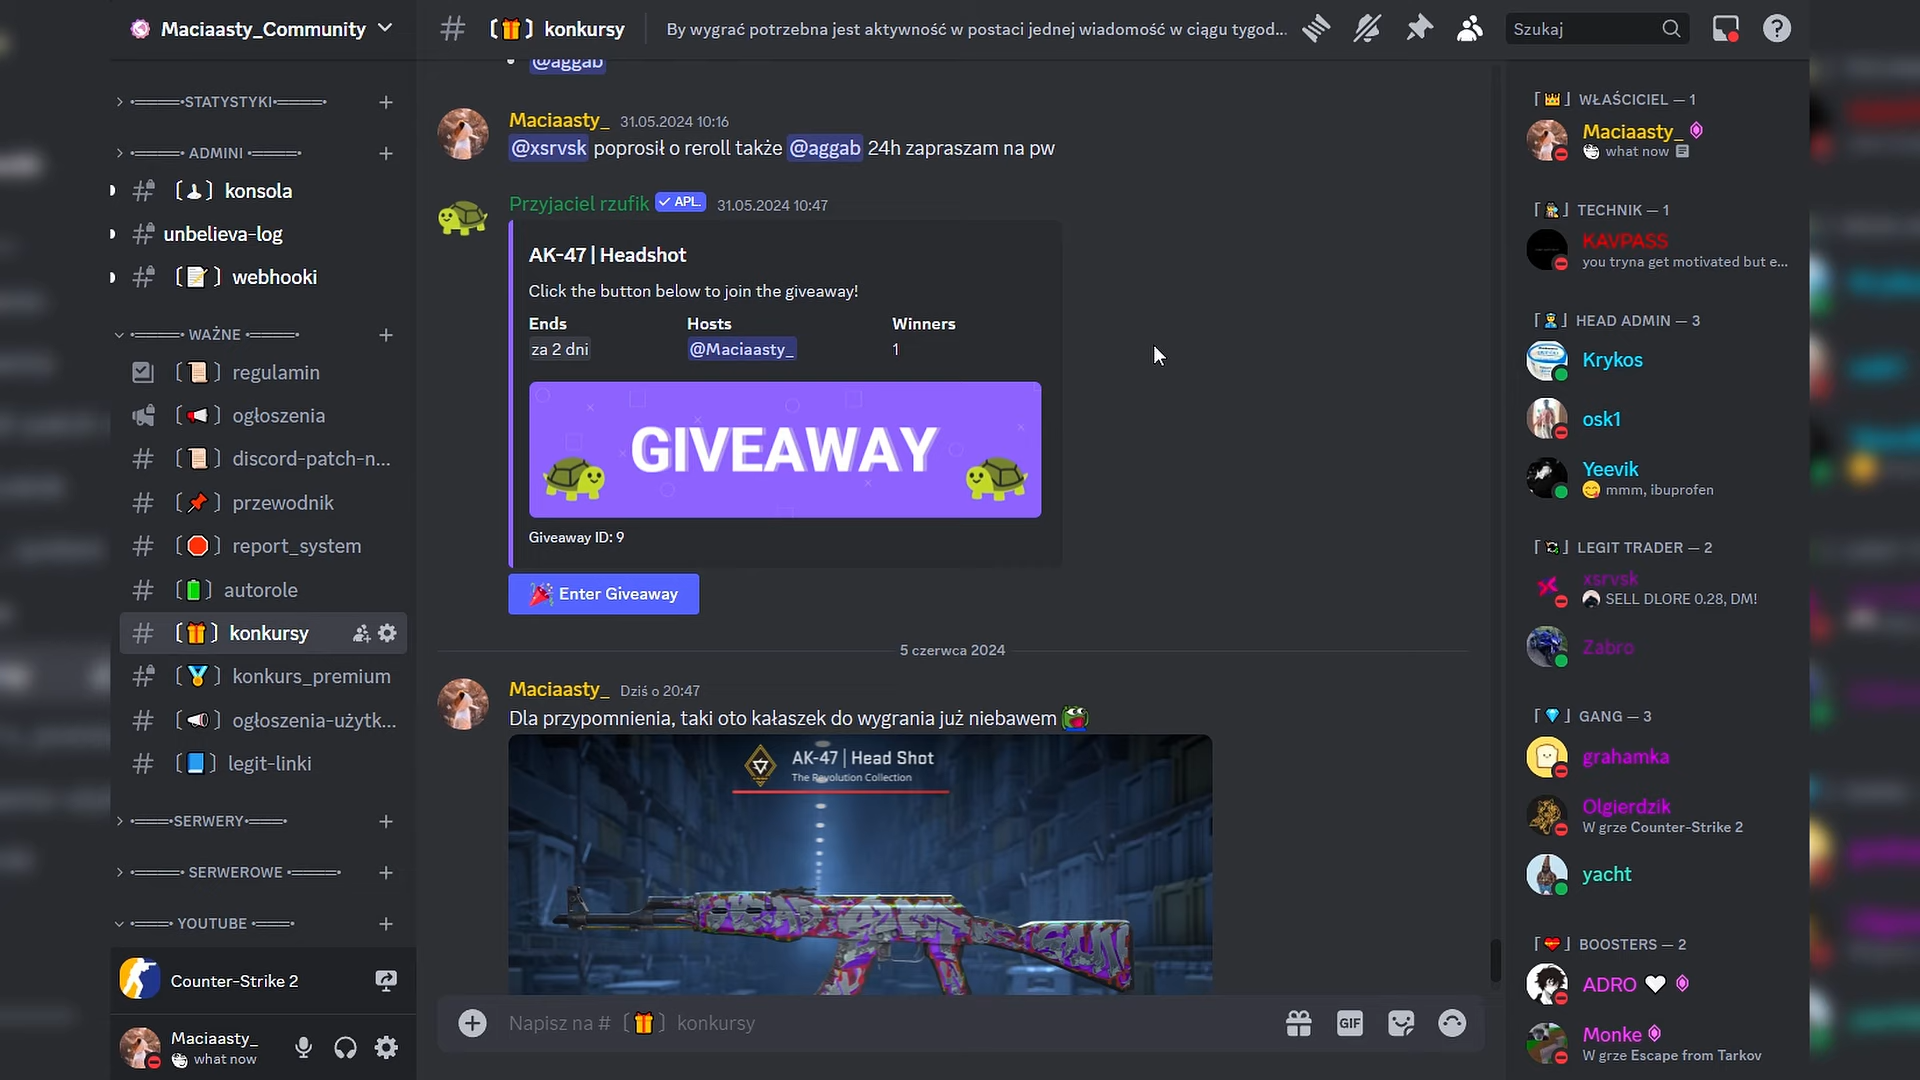 Maciaasty_Community
•═════•STATYSTYKI•═════•
•═════• ADMINI •═════•
konsola
unbelieva-log
webhooki
•═════• WAŻNE •═════•
regulamin
ogłoszenia
discord-patch-n...
przewodnik
report_system
autorole
konkursy
konkurs_premium
ogłoszenia-użytk...
legit-linki
•════•SERWERY•════•
•═════• SERWEROWE •═════•
•════• YOUTUBE •════•
Counter-Strike 2
Maciaasty_
what now
konkursy
By wygrać potrzebna jest aktywność w postaci jednej wiadomość w ciągu tygod...
Szukaj
@aggab
Maciaasty_ 31.05.2024 10:16
@xsrvsk poprosił o reroll także @aggab 24h zapraszam na pw
Przyjaciel rzufik APL. 31.05.2024 10:47
AK-47 | Headshot
Click the button below to join the giveaway!
Ends Hosts Winners
za 2 dni @Maciaasty_ 1
GIVEAWAY
Giveaway ID: 9
Enter Giveaway
5 czerwca 2024
Maciaasty_ Dziś o 20:47
Dla przypomnienia, taki oto kałaszek do wygrania już niebawem
AK-47 | Head Shot
The Revolution Collection
Napisz na # 〔🎁〕 konkursy
GIF
WŁAŚCICIEL — 1
Maciaasty_
what now
TECHNIK — 1
KAVPASS
you tryna get motivated but e...
HEAD ADMIN — 3
Krykos
osk1
Yeevik
mmm, ibuprofen
LEGIT TRADER — 2
xsrvsk
SELL DLORE 0.28, DM!
Zabro
GANG — 3
grahamka
Olgierdzik
W grze Counter-Strike 2
yacht
BOOSTERS — 2
ADRO
Monke
W grze Escape from Tarkov